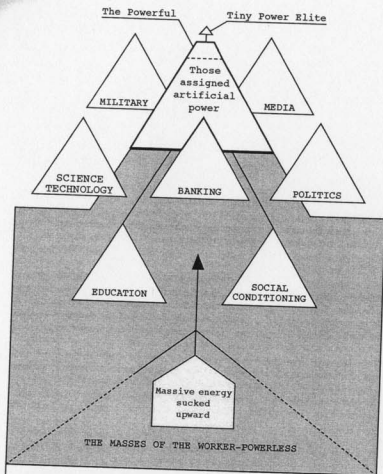 The Powerful
Tiny Power Elite
Those
assigned
artificial
power
MILITARY
MEDIA
SCIENCE
TECHNOLOGY
BANKING
POLITICS
EDUCATION
SOCIAL
CONDITIONING
Massive energy
sucked
upward
THE MASSES OF THE WORKER-POWERLESS